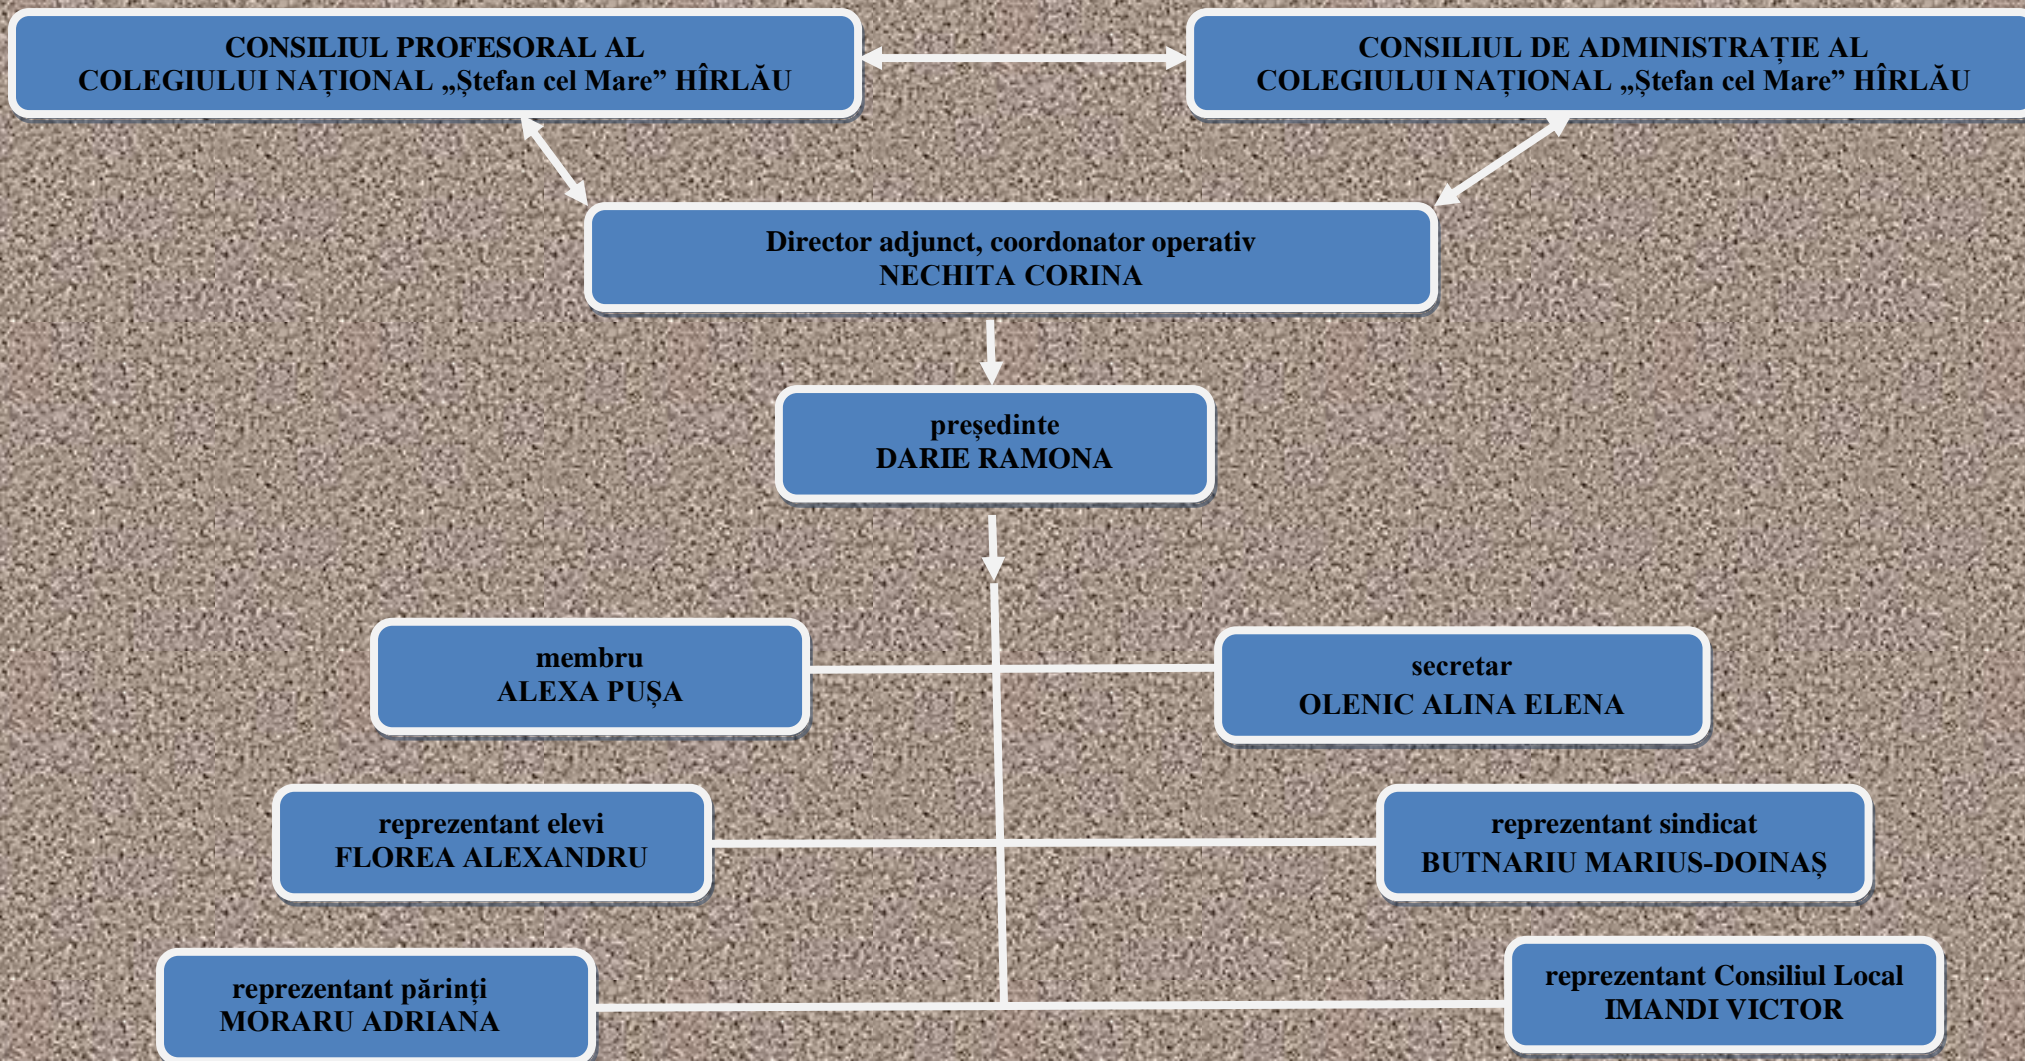 CONSILIUL PROFESORAL AL
COLEGIULUI NAȚIONAL „Ștefan cel Mare” HÎRLĂU
CONSILIUL DE ADMINISTRAȚIE AL
COLEGIULUI NAȚIONAL „Ștefan cel Mare” HÎRLĂU
Director adjunct, coordonator operativ
NECHITA CORINA
președinte
DARIE RAMONA
membru
ALEXA PUȘA
secretar
OLENIC ALINA ELENA
reprezentant elevi
FLOREA ALEXANDRU
reprezentant sindicat
BUTNARIU MARIUS-DOINAȘ
reprezentant părinți
MORARU ADRIANA
reprezentant Consiliul Local
IMANDI VICTOR